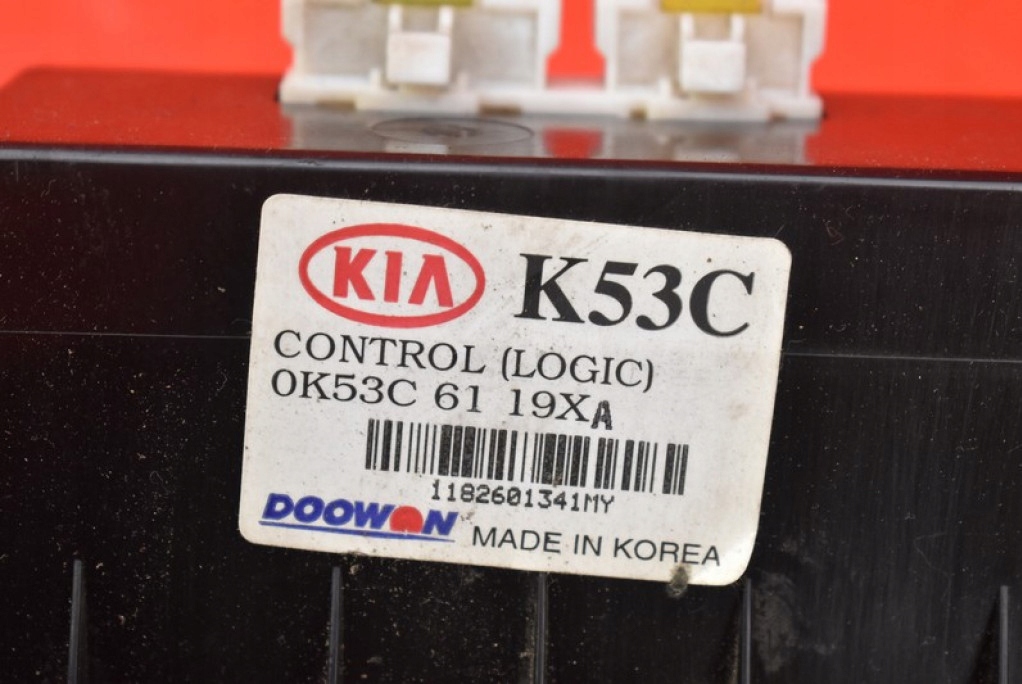 KIA K53C
CONTROL (LOGIC)
0K53C 61 19XA
1182601341MY
DOOWON MADE IN KOREA